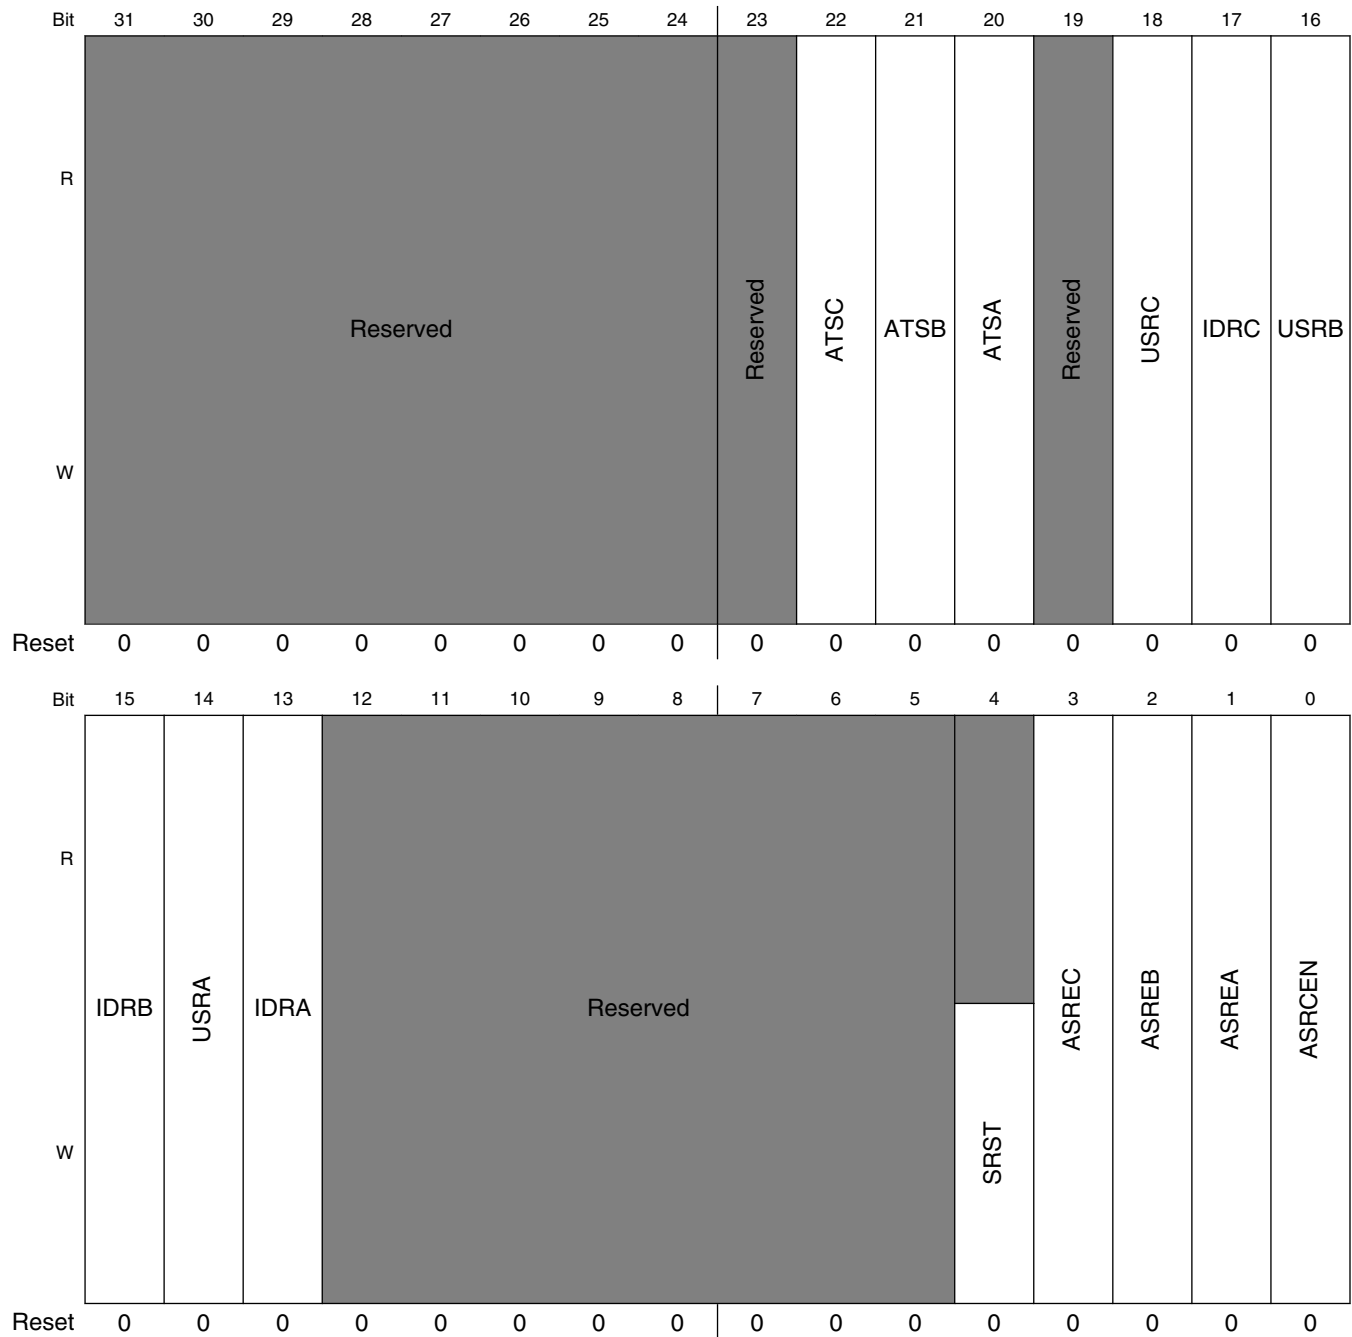 Bit 31 30 29 28 27 26 25 24 23 22 21 20 19 18 17 16
R
Reserved Reserved ATSC ATSB ATSA Reserved USRC IDRC USRB
W
Reset 0 0 0 0 0 0 0 0 0 0 0 0 0 0 0 0
Bit 15 14 13 12 11 10 9 8 7 6 5 4 3 2 1 0
R
IDRB USRA IDRA Reserved ASREC ASREB ASREA ASRCEN
W SRST
Reset 0 0 0 0 0 0 0 0 0 0 0 0 0 0 0 0